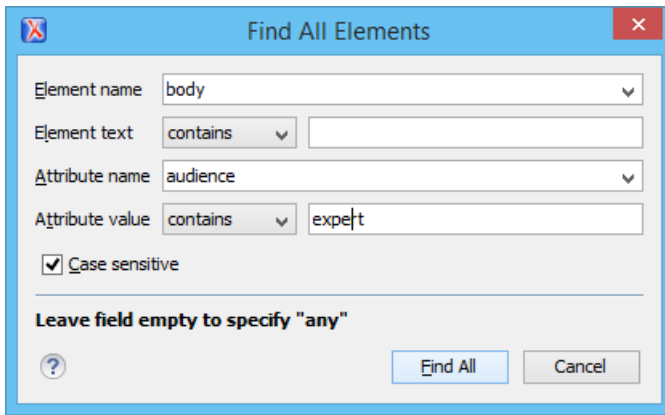 Find All Elements
Element name body
Element text contains
Attribute name audience
Attribute value contains expert
Case sensitive
Leave field empty to specify "any"
? Find All Cancel